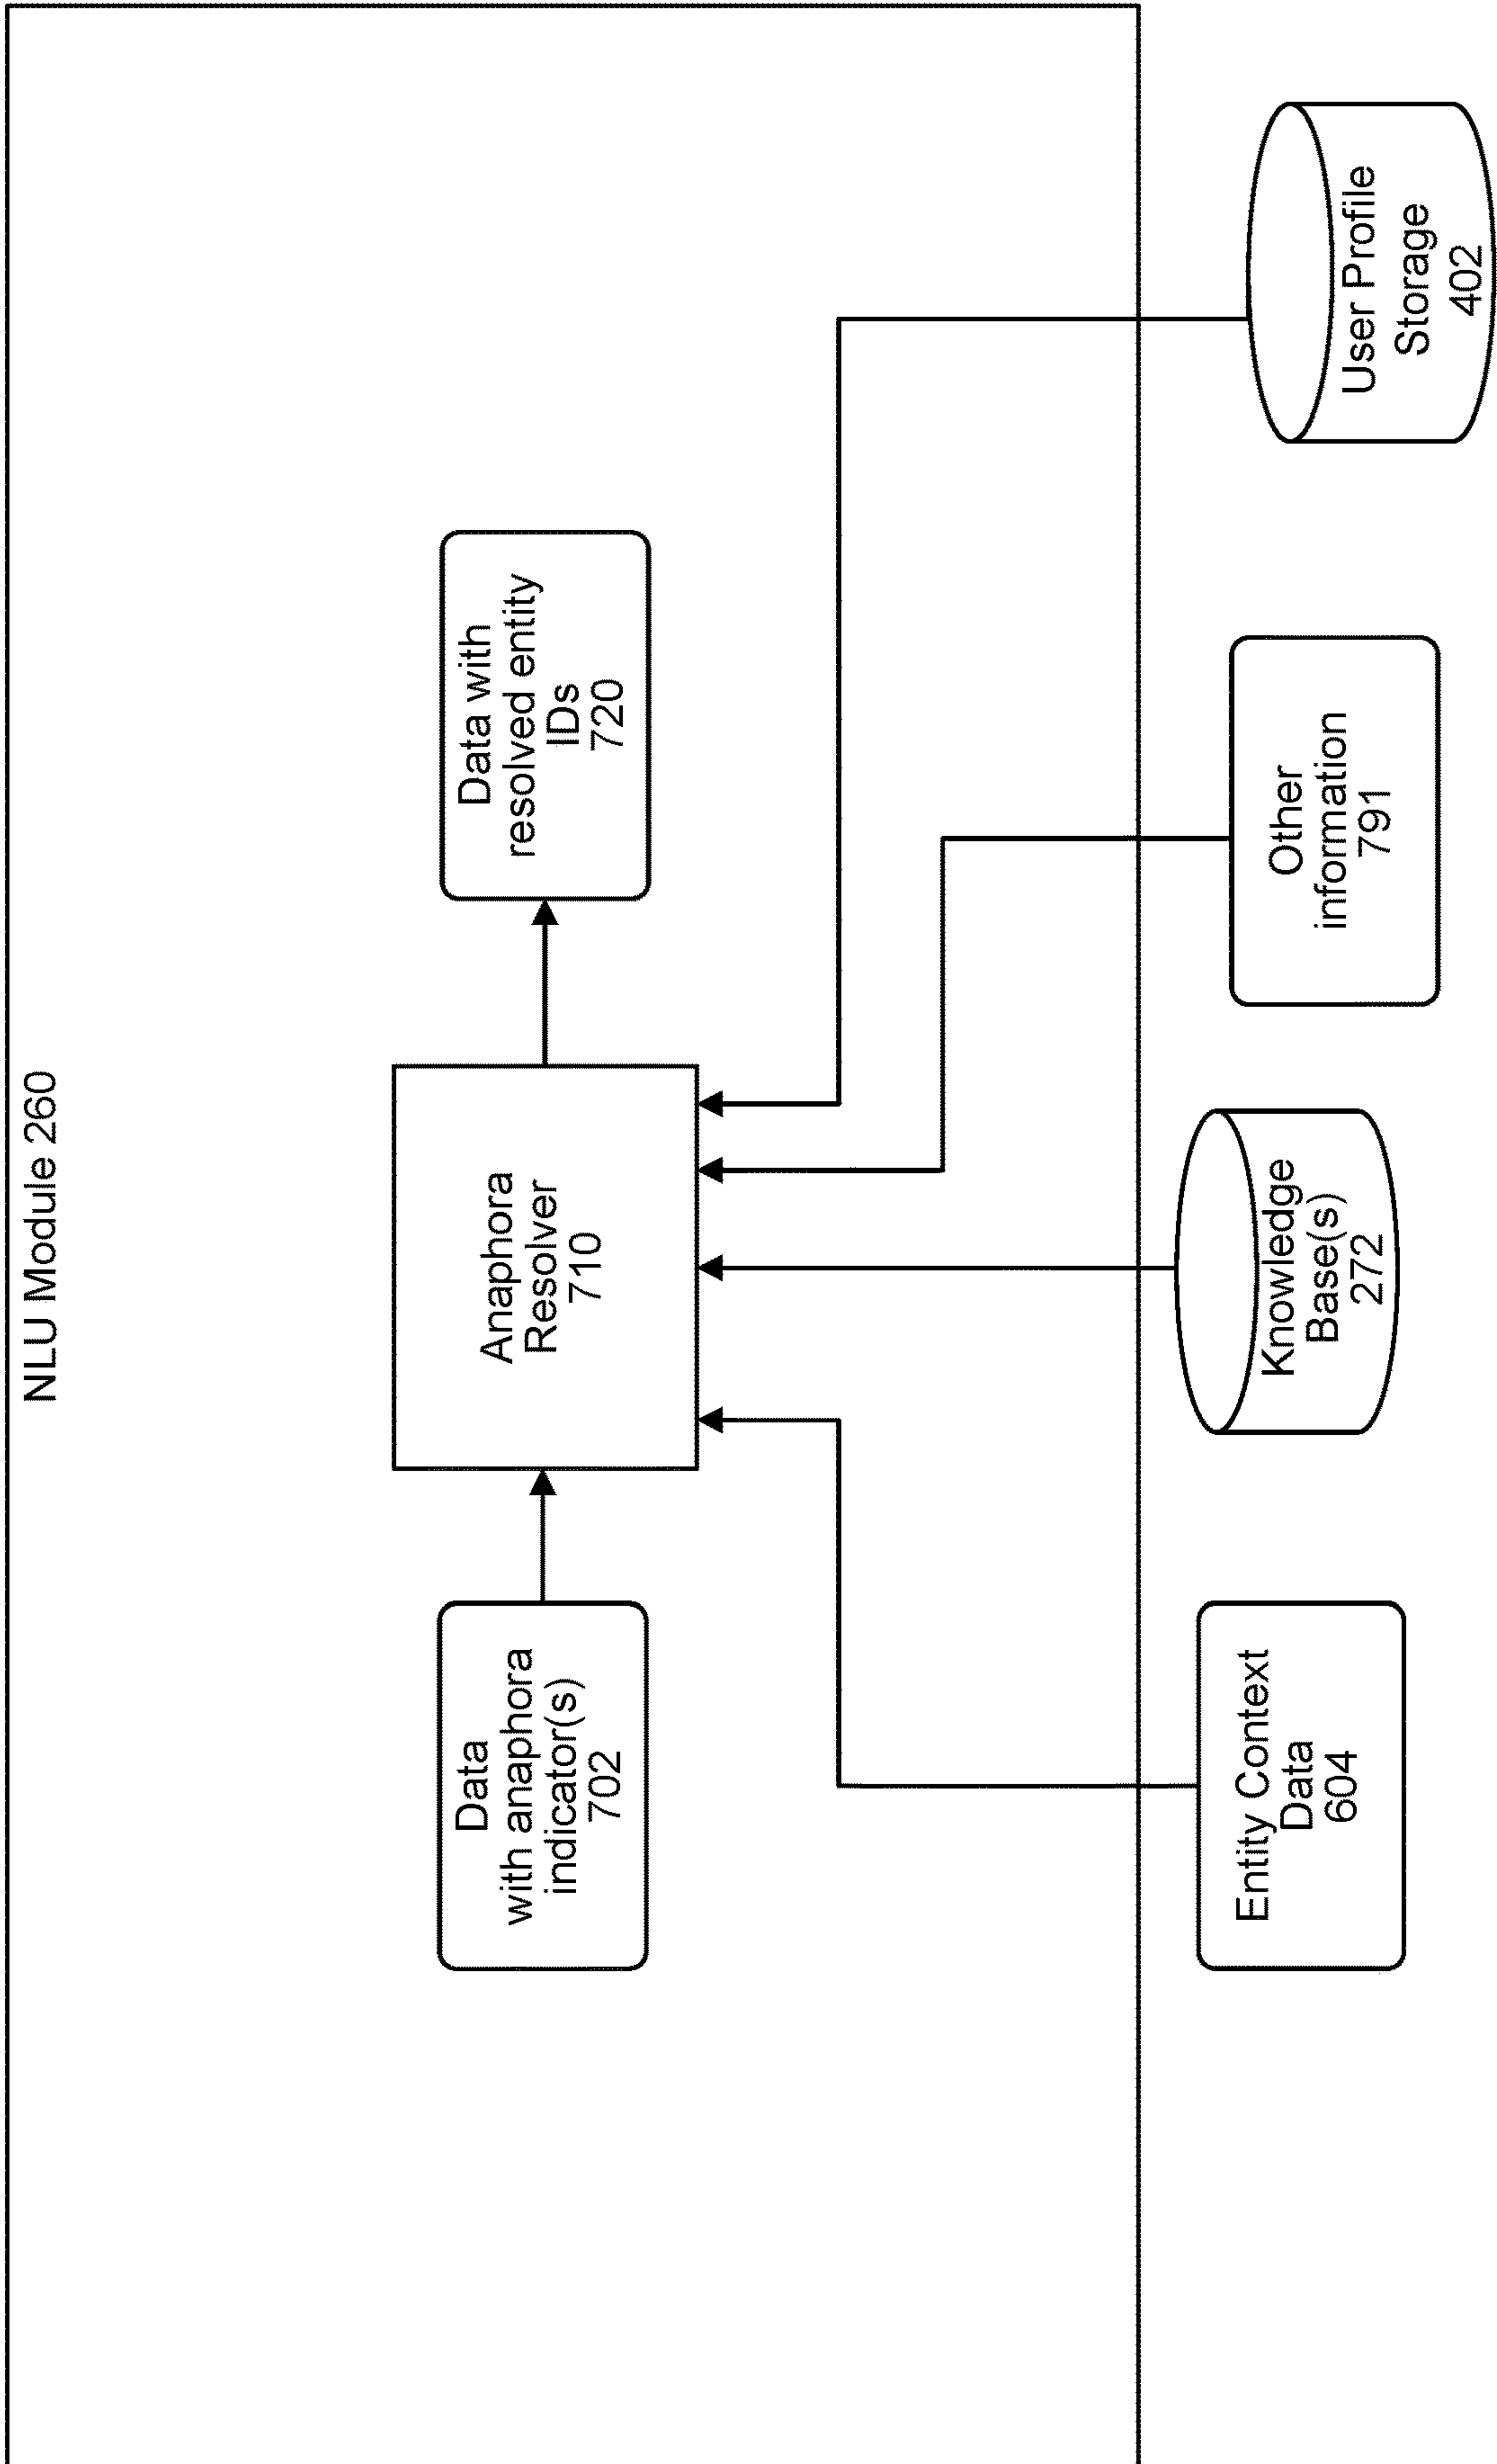 NLU Module 260
Data
with anaphora
indicator(s)
702
Anaphora
Resolver
710
Data with
resolved entity
IDs
720
Entity Context
Data
604
Knowledge
Base(s)
272
Other
information
791
User Profile
Storage
402